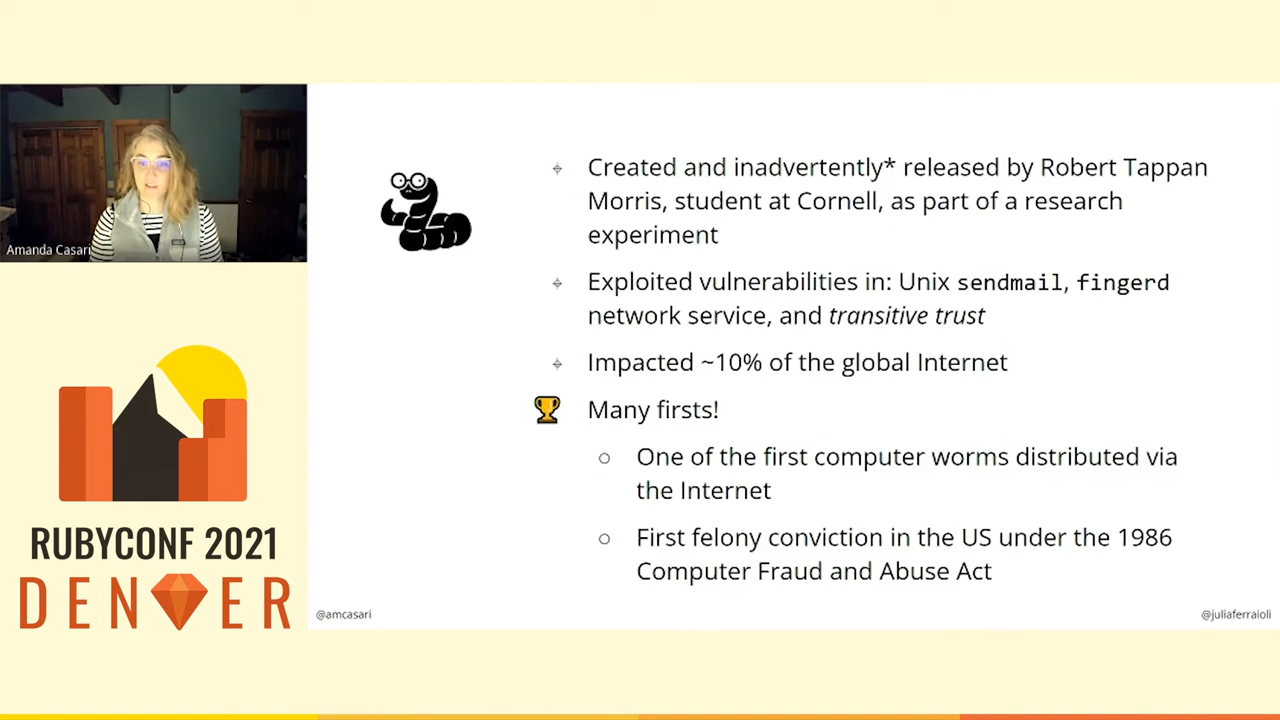 Amanda Casari
RUBYCONF 2021
DENVER
Created and inadvertently* released by Robert Tappan
Morris, student at Cornell, as part of a research
experiment
Exploited vulnerabilities in: Unix sendmail, fingerd
network service, and transitive trust
Impacted ~10% of the global Internet
Many firsts!
One of the first computer worms distributed via
the Internet
First felony conviction in the US under the 1986
Computer Fraud and Abuse Act
@amcasari
@juliaferraioli